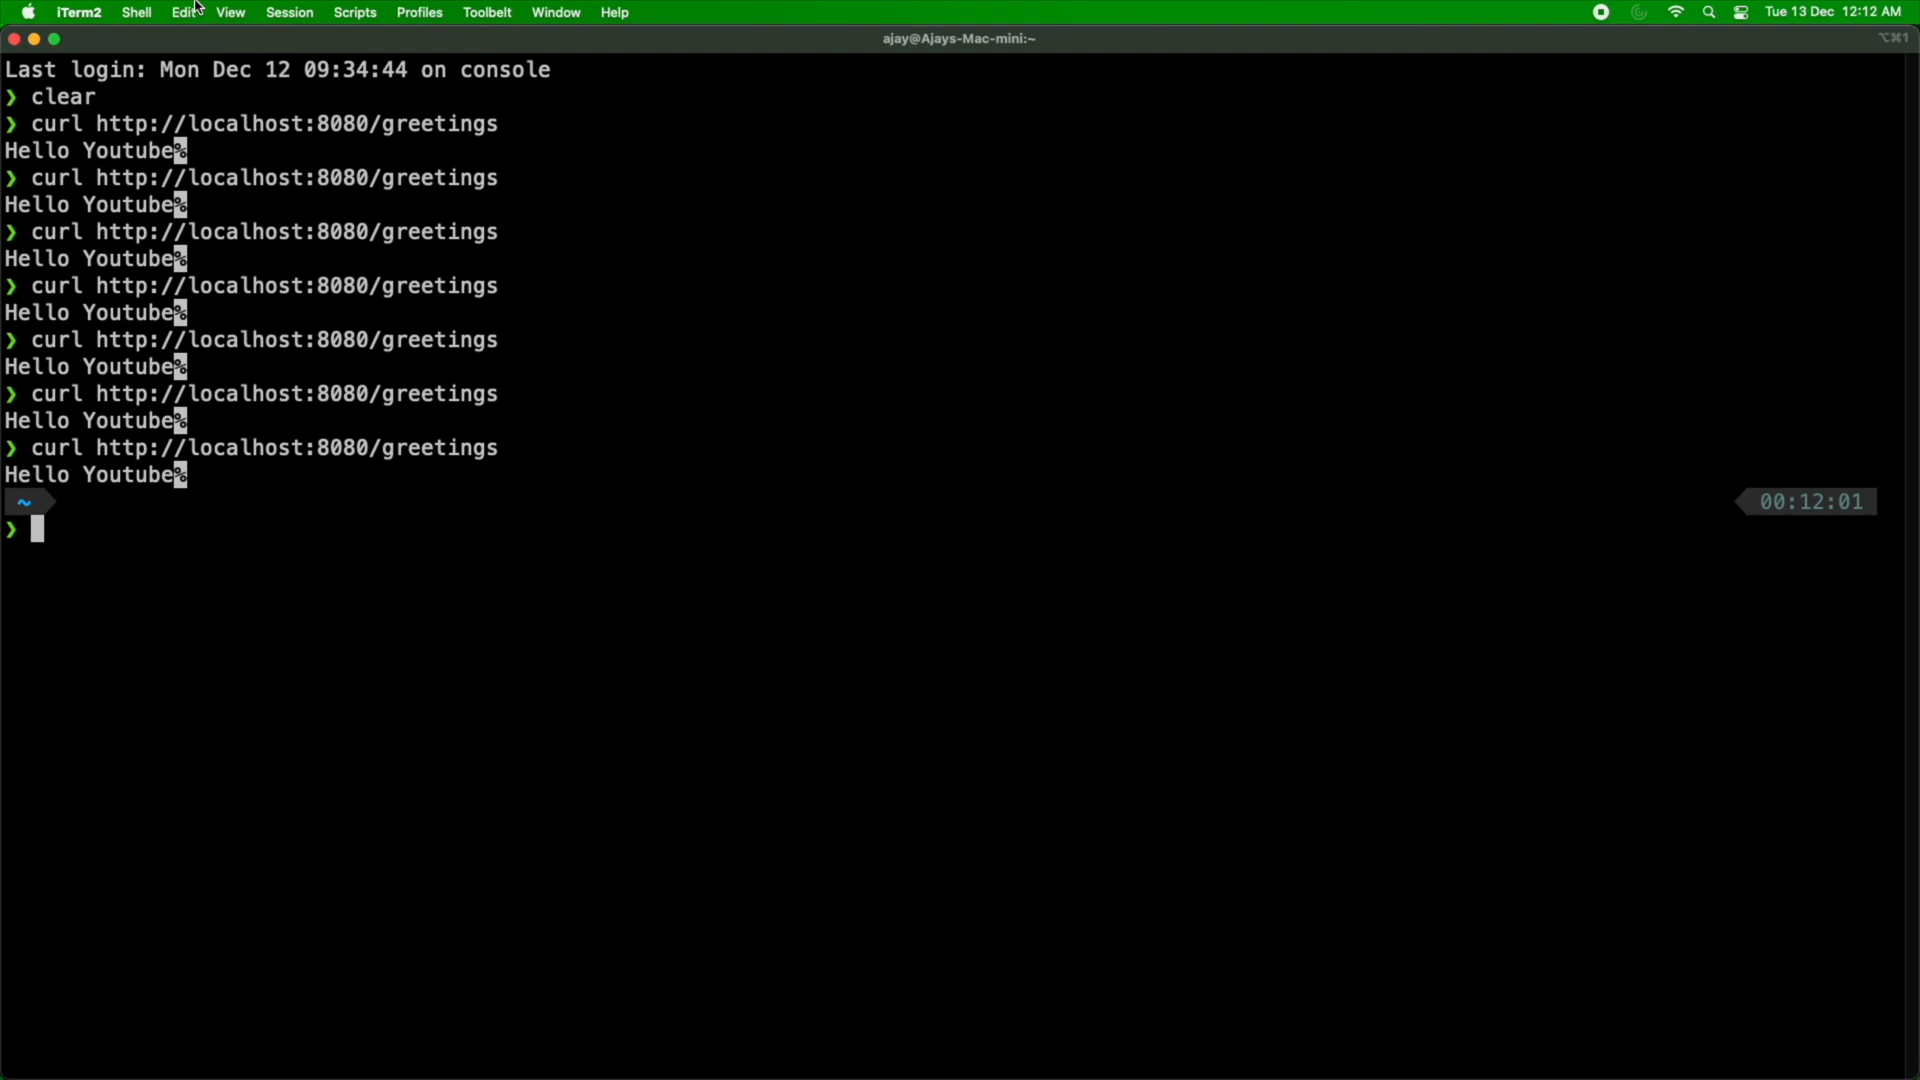 iTerm2 Shell Edit View Session Scripts Profiles Toolbelt Window Help Tue 13 Dec 12:12 AM
ajay@Ajays-Mac-mini:~ ⌥⌘1
Last login: Mon Dec 12 09:34:44 on console
❯ clear
❯ curl http://localhost:8080/greetings
Hello Youtube%
❯ curl http://localhost:8080/greetings
Hello Youtube%
❯ curl http://localhost:8080/greetings
Hello Youtube%
❯ curl http://localhost:8080/greetings
Hello Youtube%
❯ curl http://localhost:8080/greetings
Hello Youtube%
❯ curl http://localhost:8080/greetings
Hello Youtube%
❯ curl http://localhost:8080/greetings
Hello Youtube%
~ 00:12:01
❯